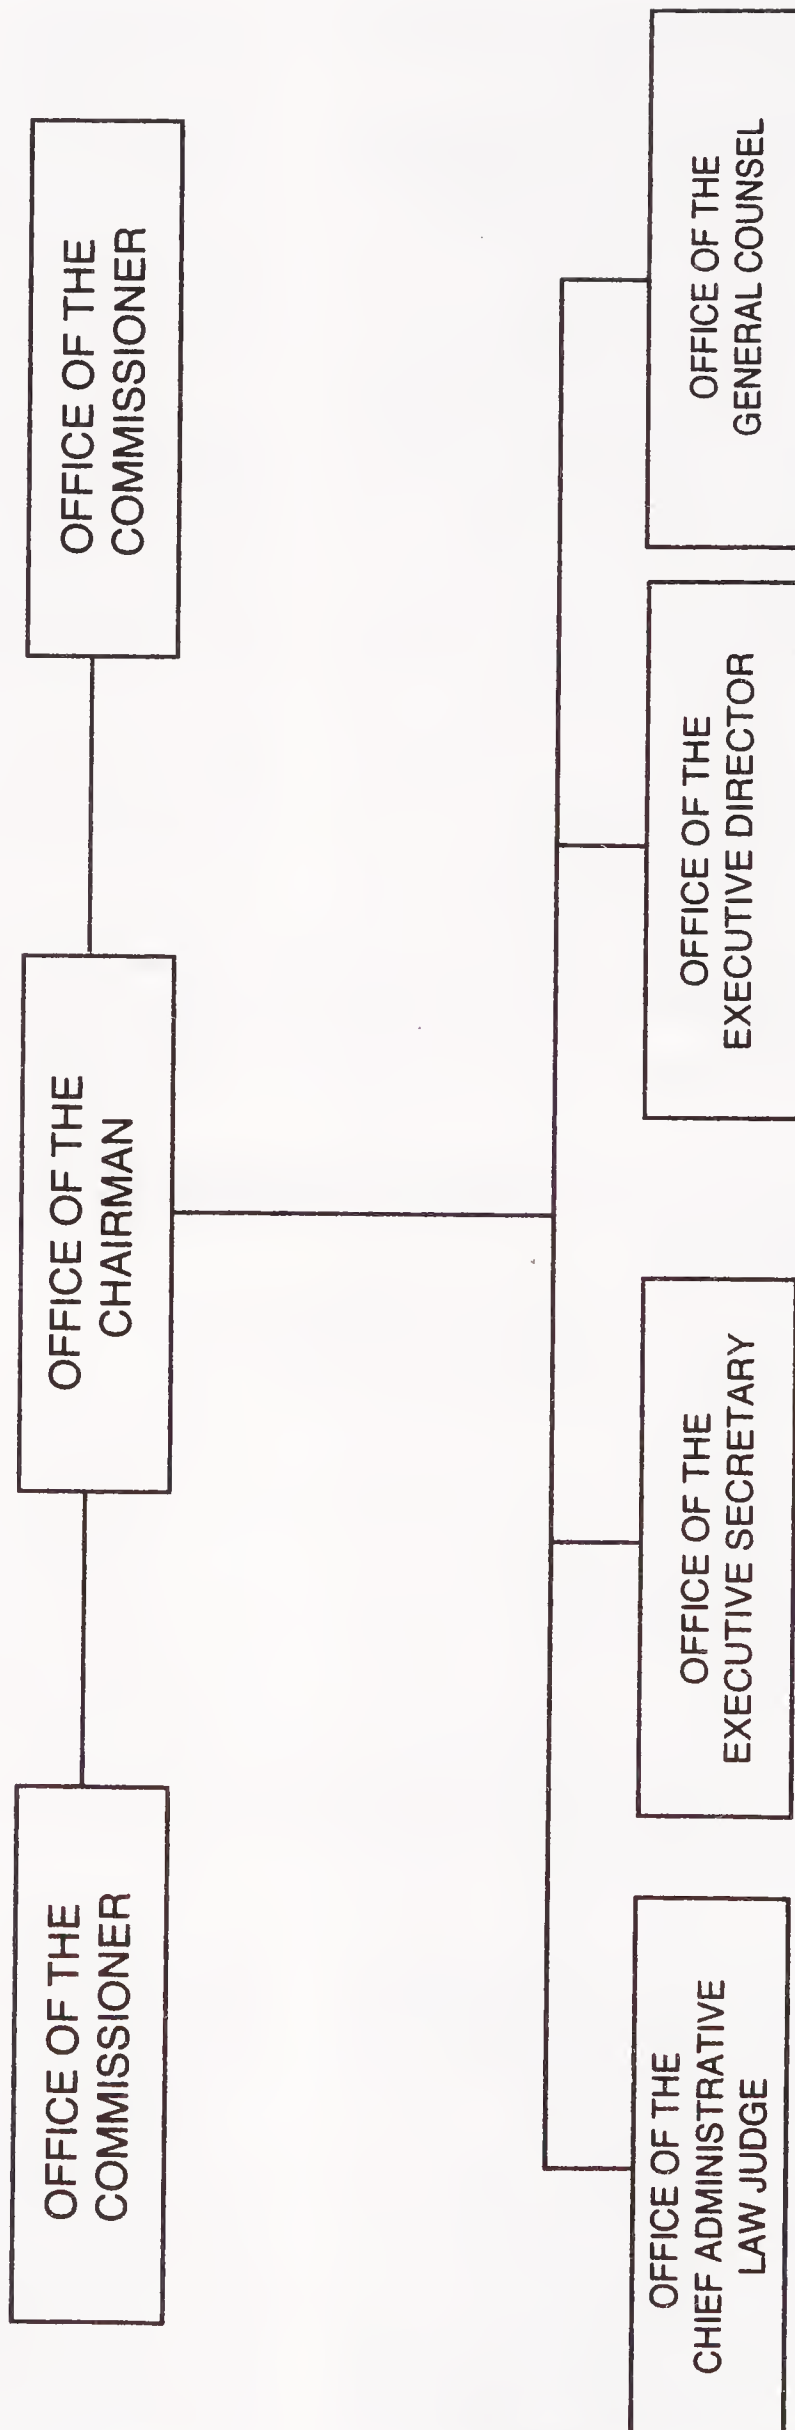 OFFICE OF THE
COMMISSIONER
OFFICE OF THE
CHAIRMAN
OFFICE OF THE
COMMISSIONER
OFFICE OF THE
CHIEF ADMINISTRATIVE
LAW JUDGE
OFFICE OF THE
EXECUTIVE SECRETARY
OFFICE OF THE
EXECUTIVE DIRECTOR
OFFICE OF THE
GENERAL COUNSEL